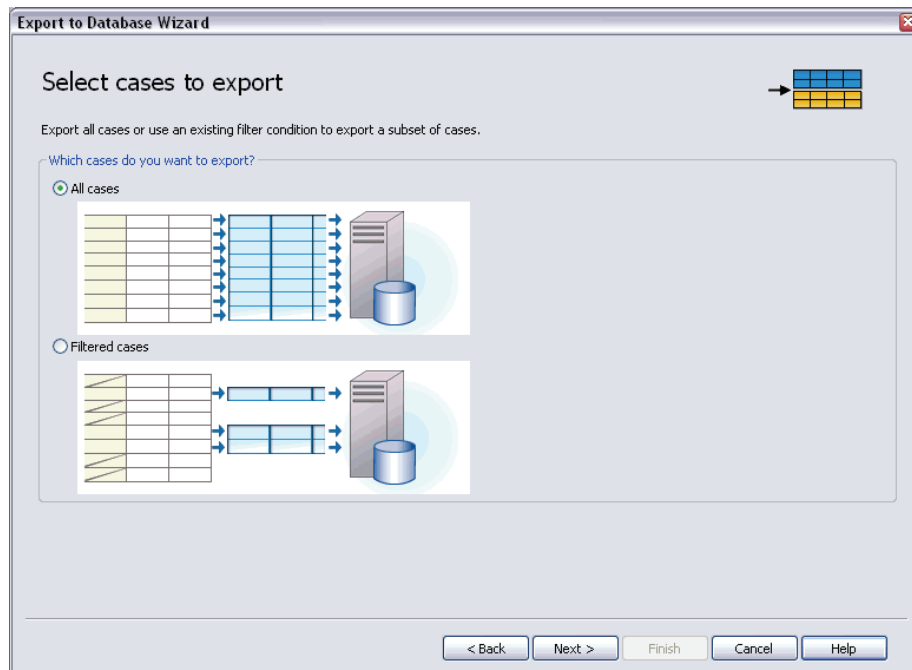 Export to Database Wizard
Select cases to export
Export all cases or use an existing filter condition to export a subset of cases.
Which cases do you want to export?
All cases
Filtered cases
< Back
Next >
Finish
Cancel
Help